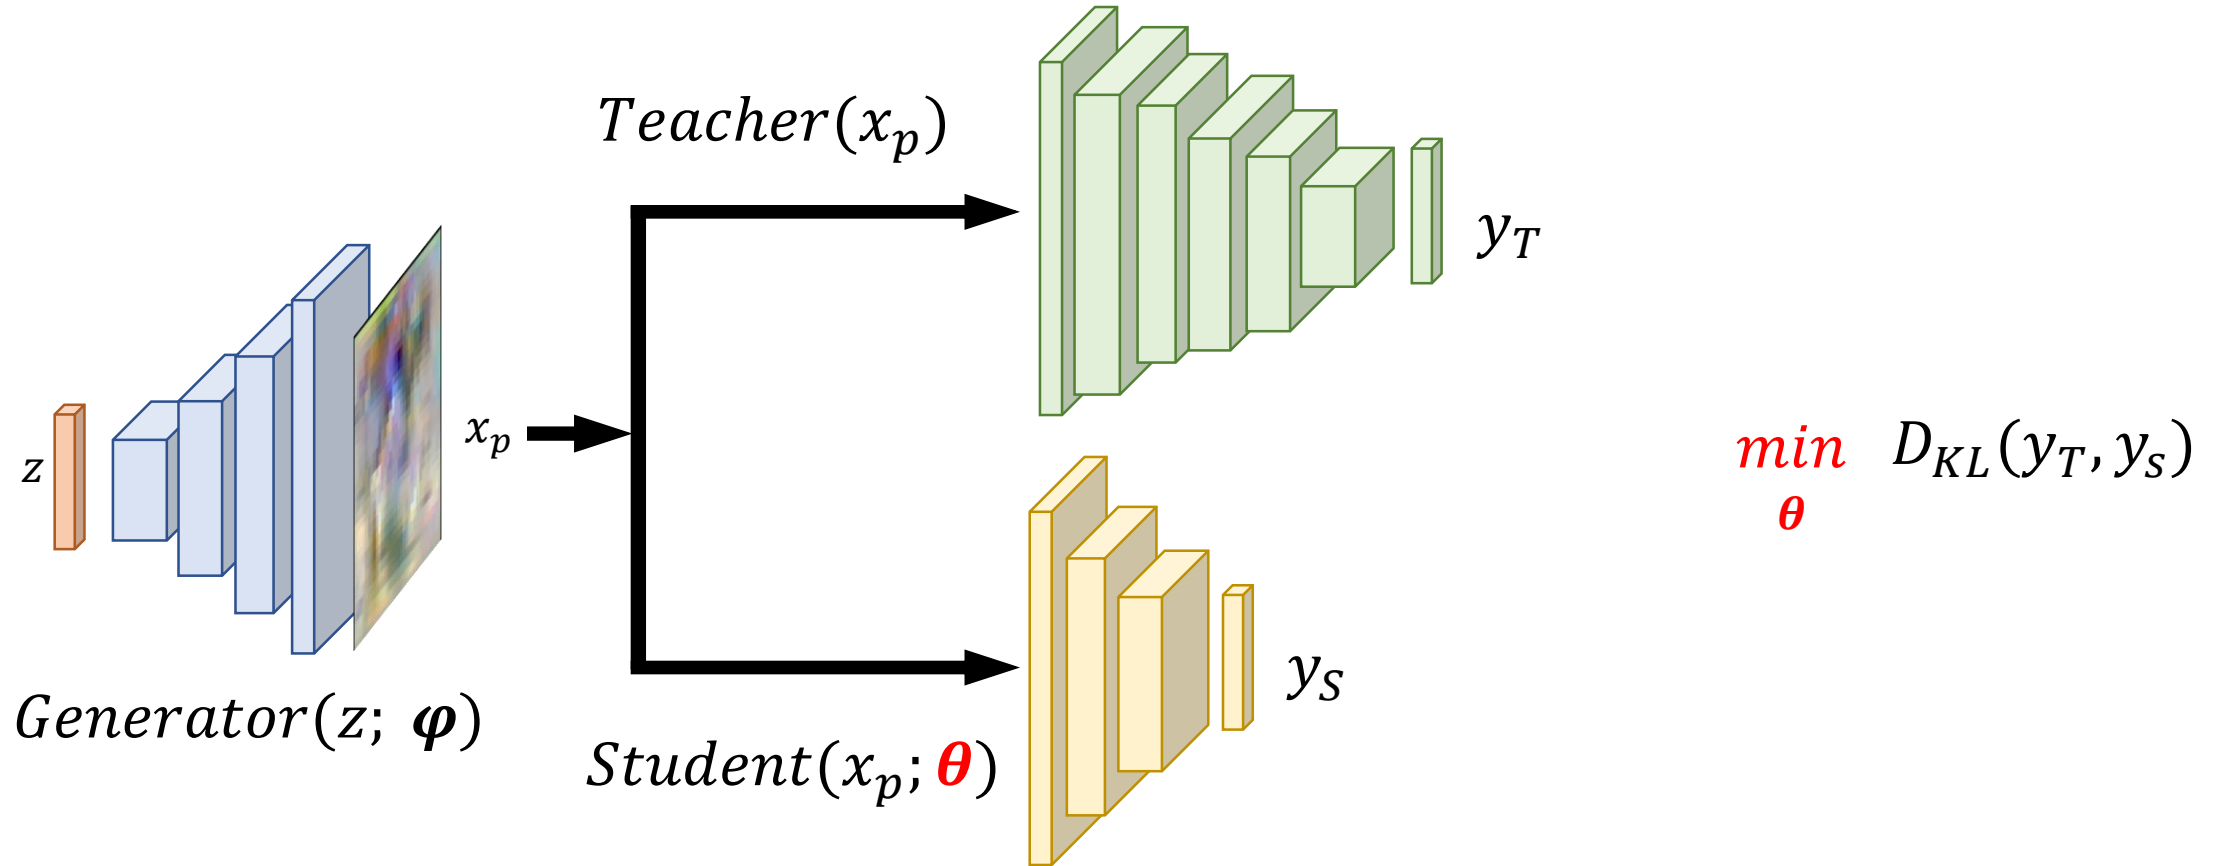 Teacher(x_p)
y_T
z
x_p
min D_KL(y_T, y_s)
θ
Generator(z; φ)
y_S
Student(x_p; θ)